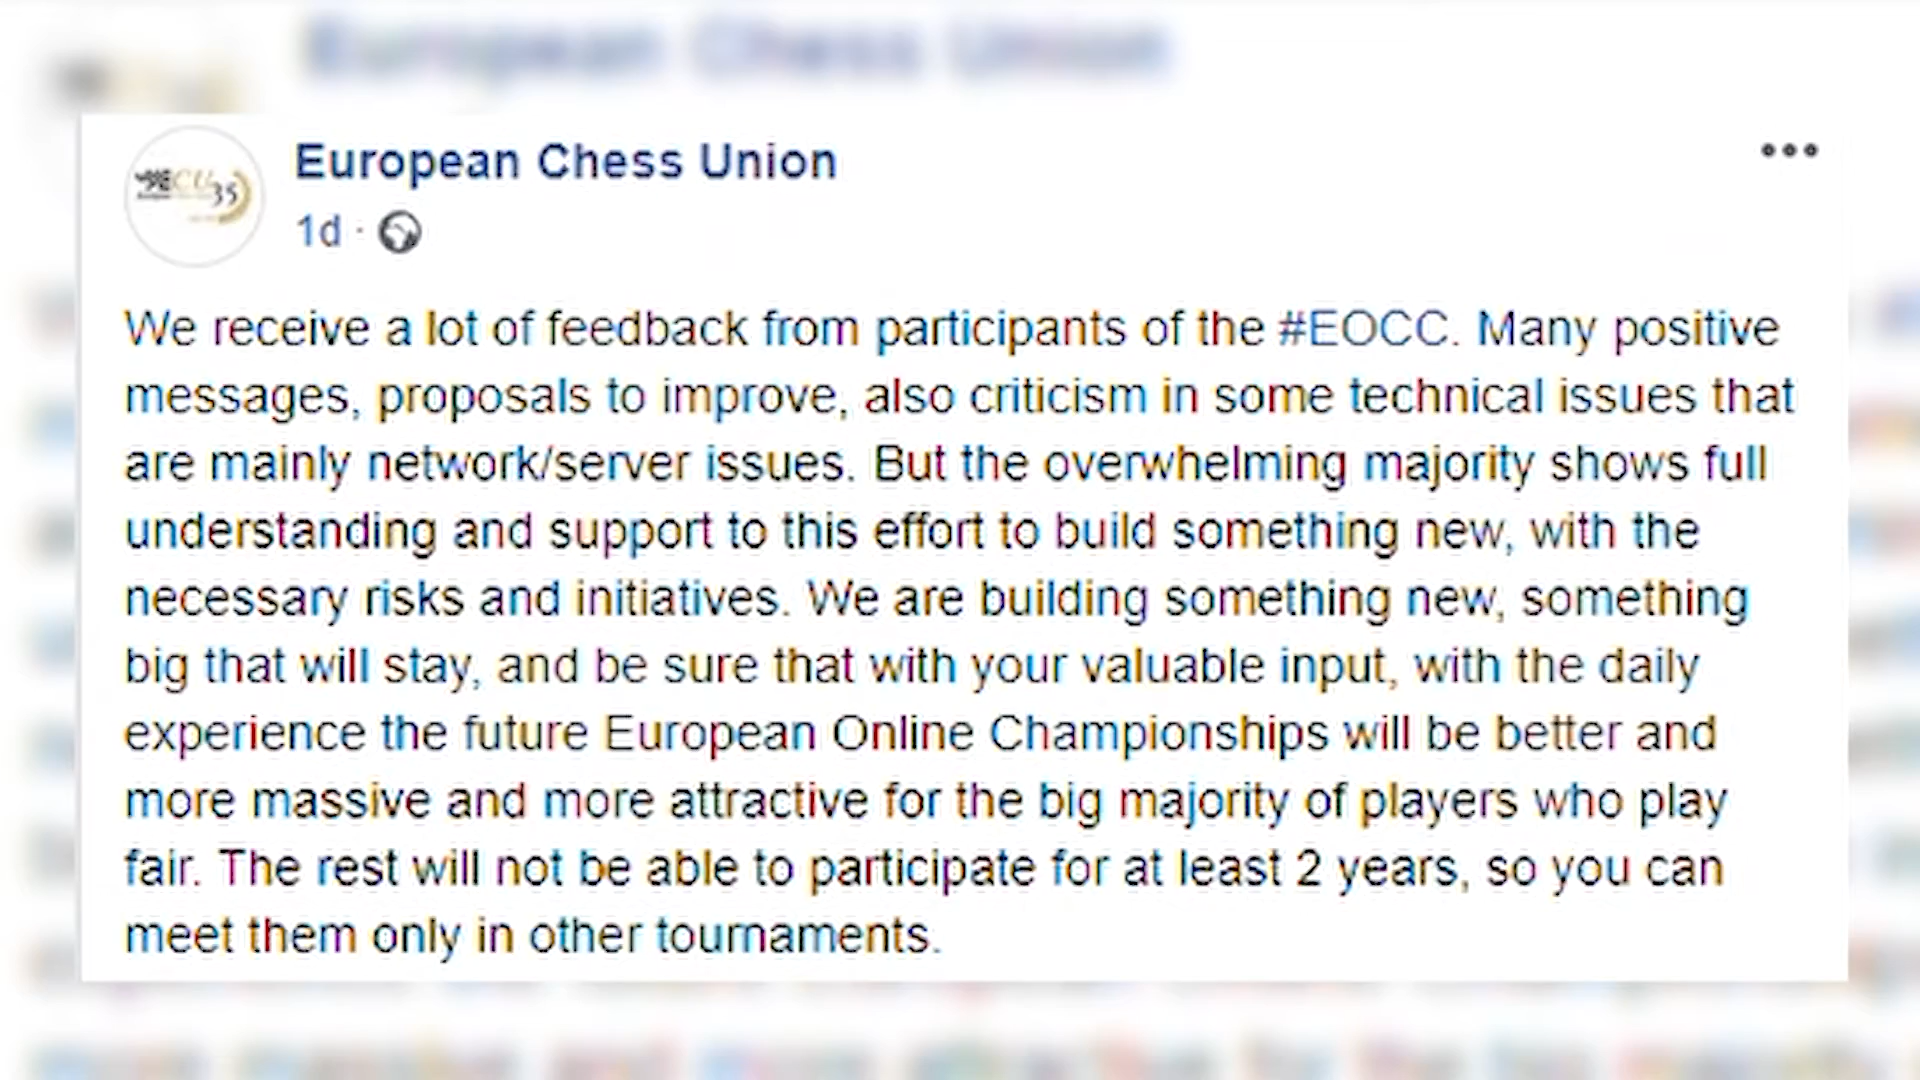 European Chess Union
European Chess Union
1d ·
We receive a lot of feedback from participants of the #EOCC. Many positive
messages, proposals to improve, also criticism in some technical issues that
are mainly network/server issues. But the overwhelming majority shows full
understanding and support to this effort to build something new, with the
necessary risks and initiatives. We are building something new, something
big that will stay, and be sure that with your valuable input, with the daily
experience the future European Online Championships will be better and
more massive and more attractive for the big majority of players who play
fair. The rest will not be able to participate for at least 2 years, so you can
meet them only in other tournaments.